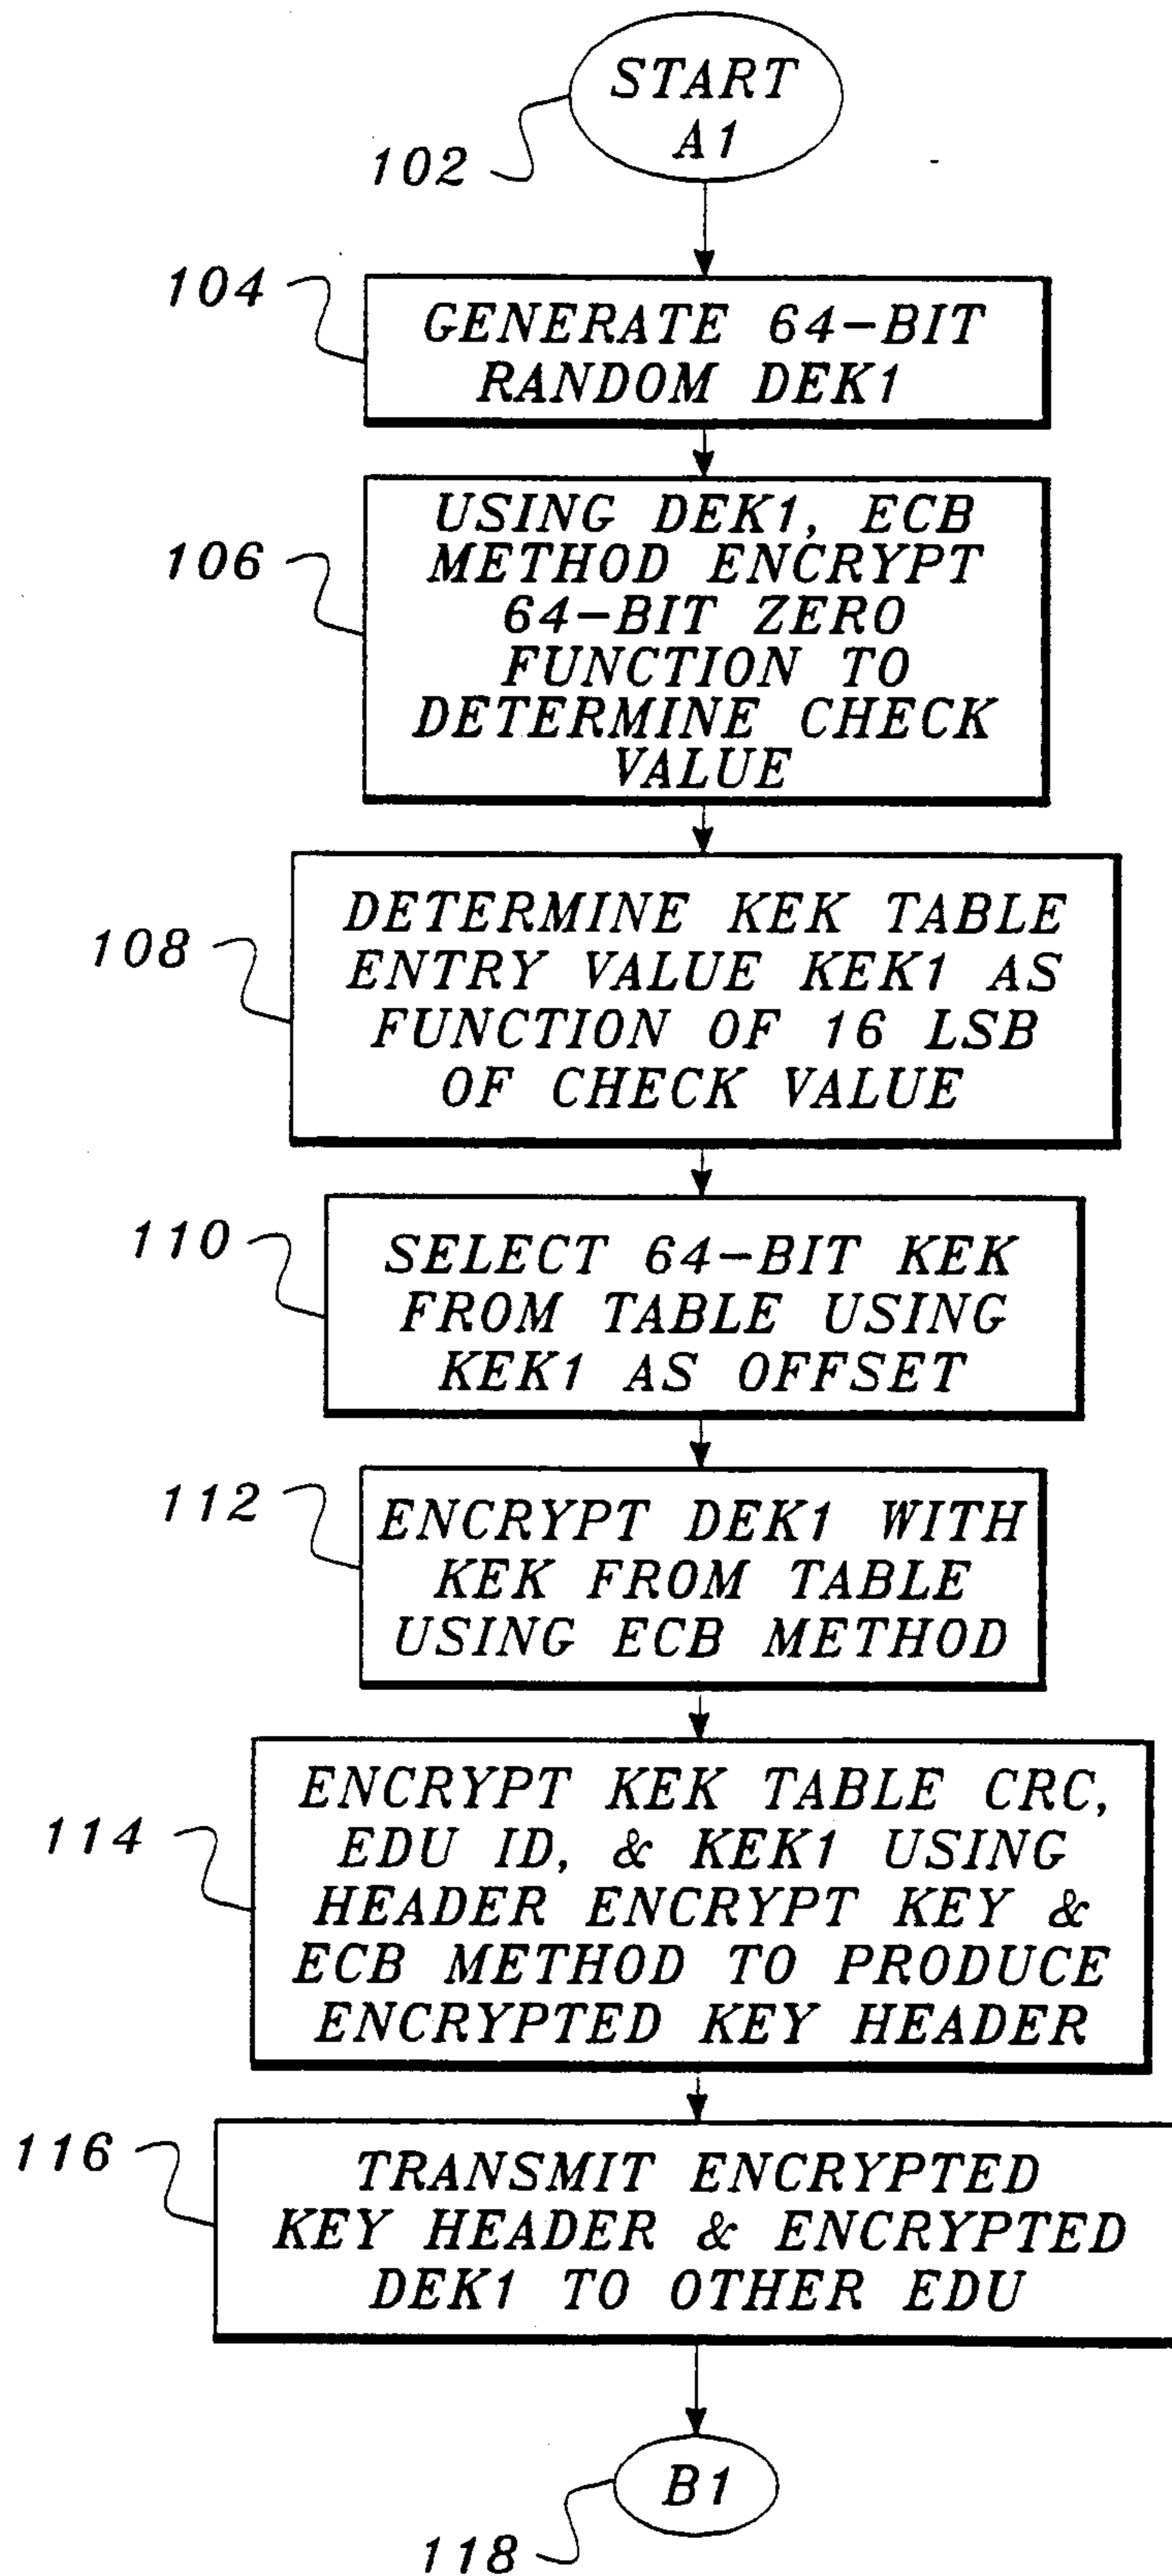 START
A1
102
104
GENERATE 64-BIT
RANDOM DEK1
106
USING DEK1, ECB
METHOD ENCRYPT
64-BIT ZERO
FUNCTION TO
DETERMINE CHECK
VALUE
108
DETERMINE KEK TABLE
ENTRY VALUE KEK1 AS
FUNCTION OF 16 LSB
OF CHECK VALUE
110
SELECT 64-BIT KEK
FROM TABLE USING
KEK1 AS OFFSET
112
ENCRYPT DEK1 WITH
KEK FROM TABLE
USING ECB METHOD
114
ENCRYPT KEK TABLE CRC,
EDU ID, & KEK1 USING
HEADER ENCRYPT KEY &
ECB METHOD TO PRODUCE
ENCRYPTED KEY HEADER
116
TRANSMIT ENCRYPTED
KEY HEADER & ENCRYPTED
DEK1 TO OTHER EDU
B1
118